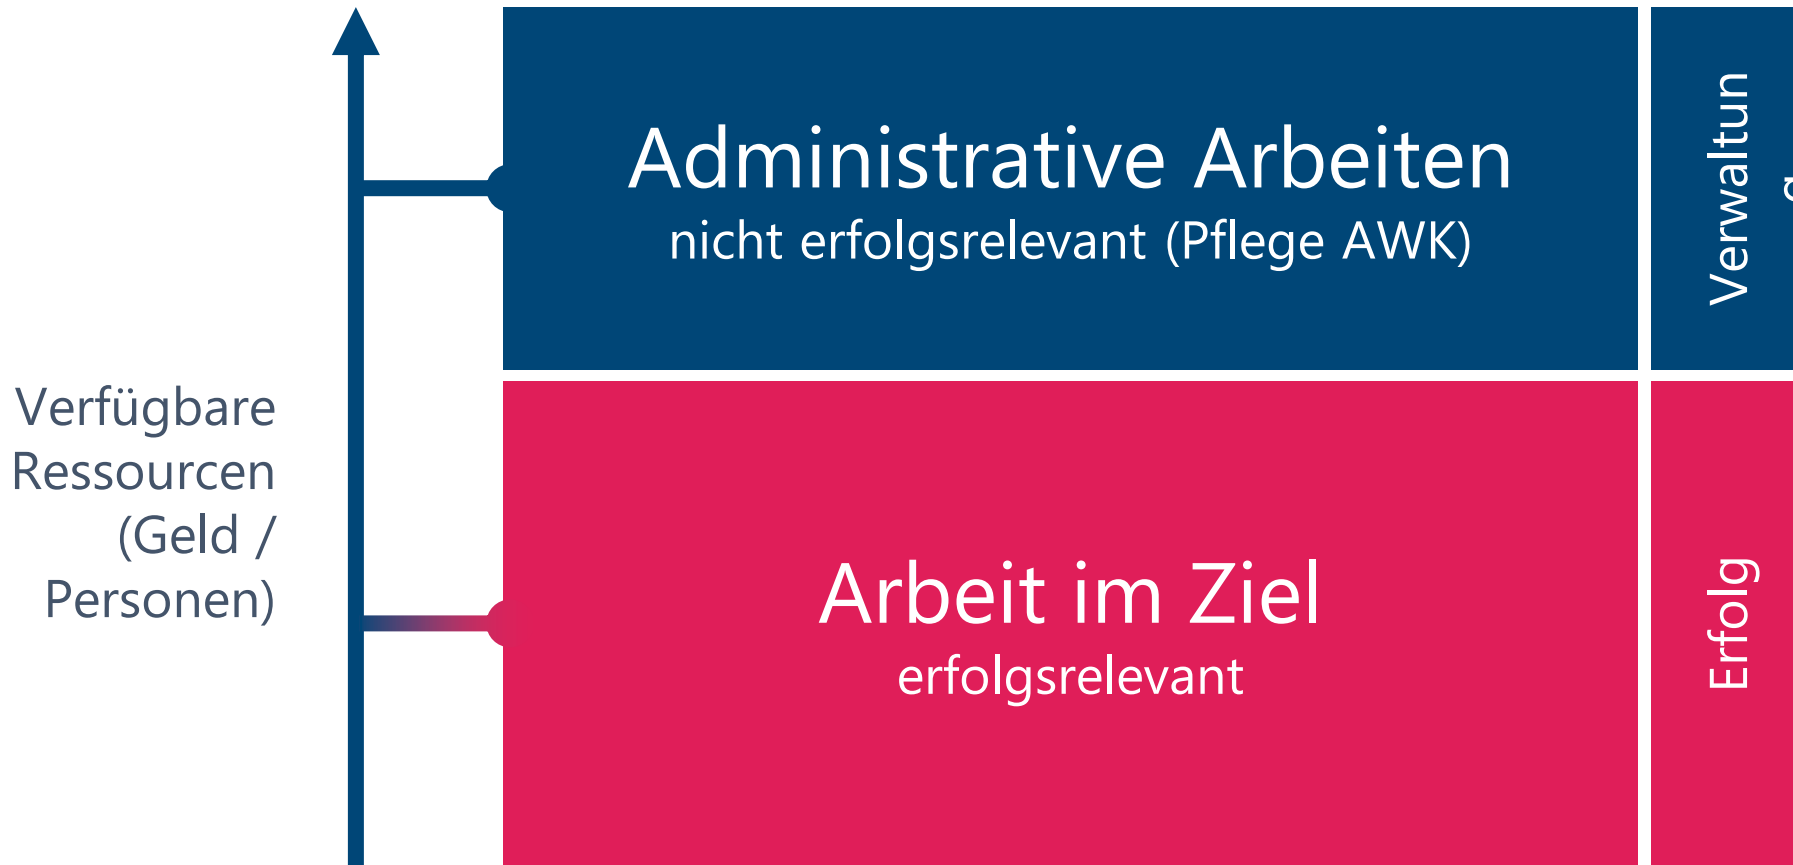 Administrative Arbeiten
nicht erfolgsrelevant (Pflege AWK)
Verwaltun
g
Verfügbare
Ressourcen
(Geld /
Personen)
Arbeit im Ziel
erfolgsrelevant
Erfolg